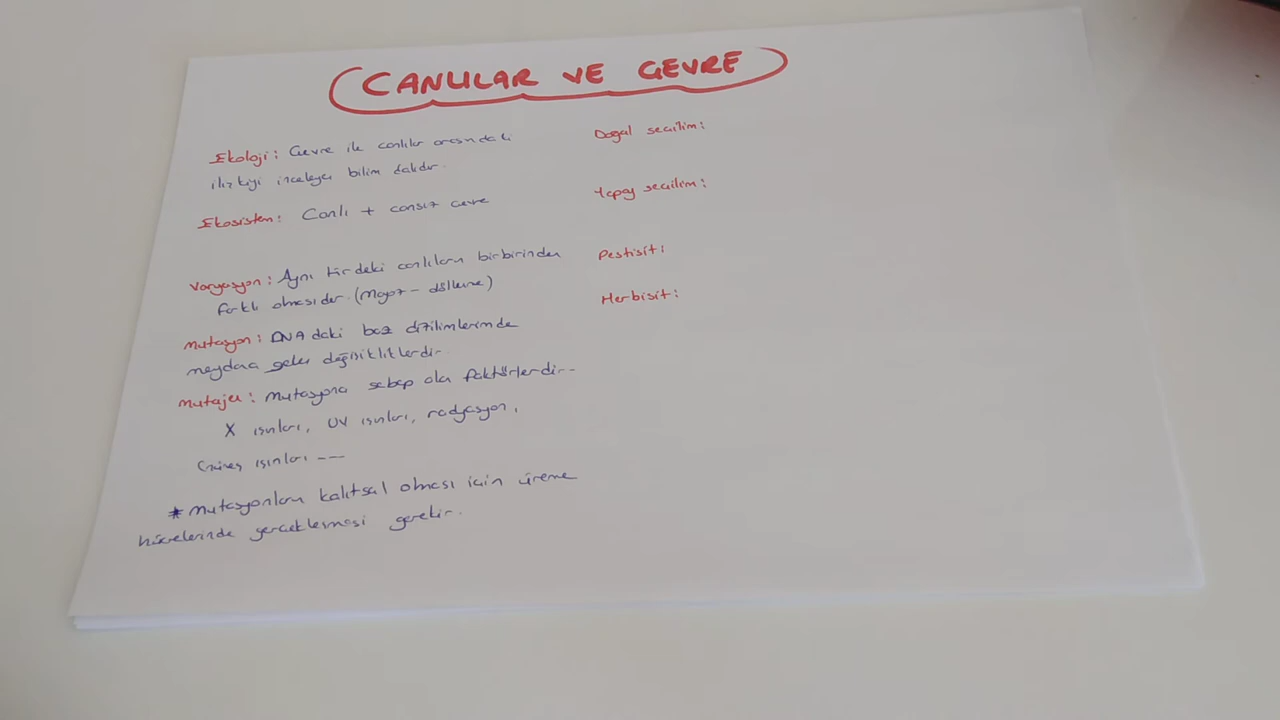 CANLILAR VE ÇEVRE
Ekoloji: Çevre ile canlılar arasındaki
ilişkiyi inceleyen bilim dalıdır.
Ekosistem: Canlı + cansız çevre
Varyasyon: Aynı türdeki canlıların birbirinden
farklı olmasıdır. (Mayoz - döllenme)
Mutasyon: DNA daki baz dizilimlerinde
meydana gelen değişikliklerdir.
Mutajen: Mutasyona sebep olan faktörlerdir.
X ışınları, UV ışınları, radyasyon,
Güneş ışınları ---
* Mutasyonların kalıtsal olması için üreme
hücrelerinde gerçekleşmesi gerekir.
Doğal seçilim:
Yapay seçilim:
Pestisit:
Herbisit: